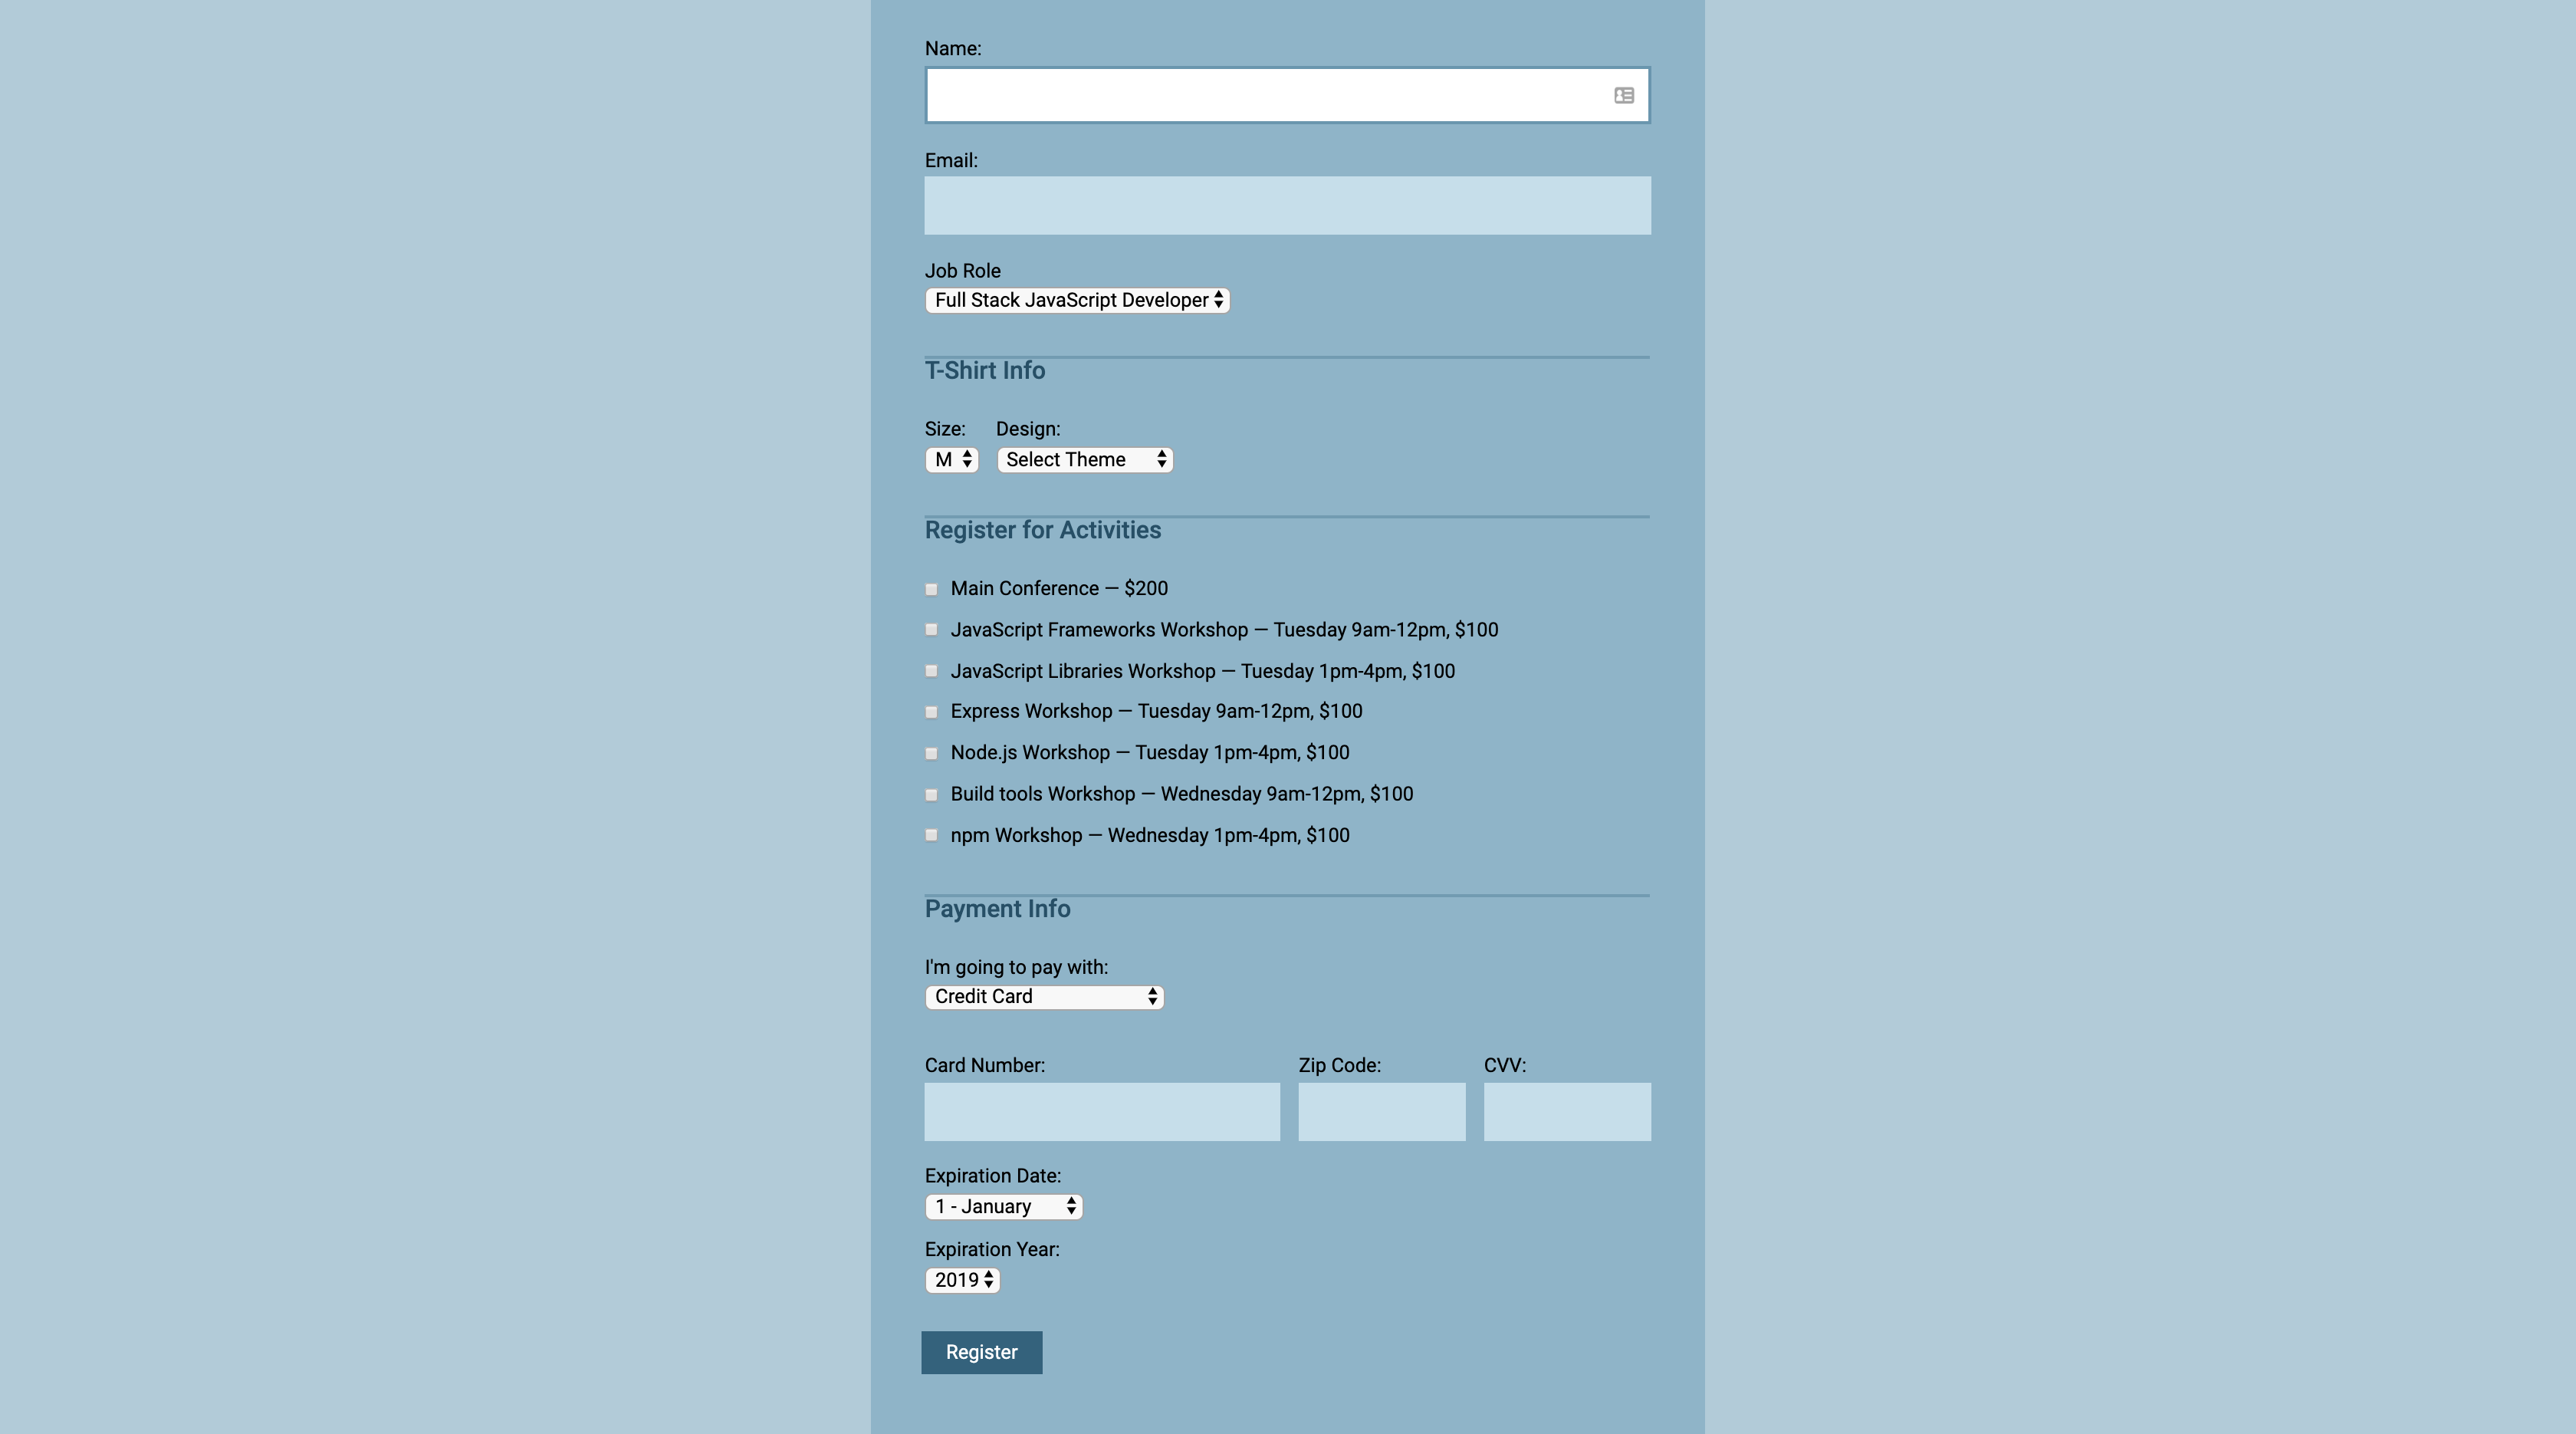 Name:
Email:
Job Role
Full Stack JavaScript Developer
T-Shirt Info
Size: Design:
M Select Theme
Register for Activities
Main Conference — $200
JavaScript Frameworks Workshop — Tuesday 9am-12pm, $100
JavaScript Libraries Workshop — Tuesday 1pm-4pm, $100
Express Workshop — Tuesday 9am-12pm, $100
Node.js Workshop — Tuesday 1pm-4pm, $100
Build tools Workshop — Wednesday 9am-12pm, $100
npm Workshop — Wednesday 1pm-4pm, $100
Payment Info
I'm going to pay with:
Credit Card
Card Number: Zip Code: CVV:
Expiration Date:
1 - January
Expiration Year:
2019
Register